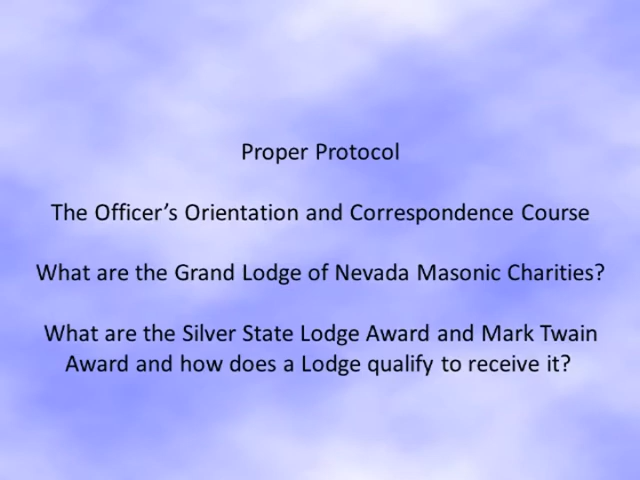 Proper Protocol
The Officer’s Orientation and Correspondence Course
What are the Grand Lodge of Nevada Masonic Charities?
What are the Silver State Lodge Award and Mark Twain
Award and how does a Lodge qualify to receive it?